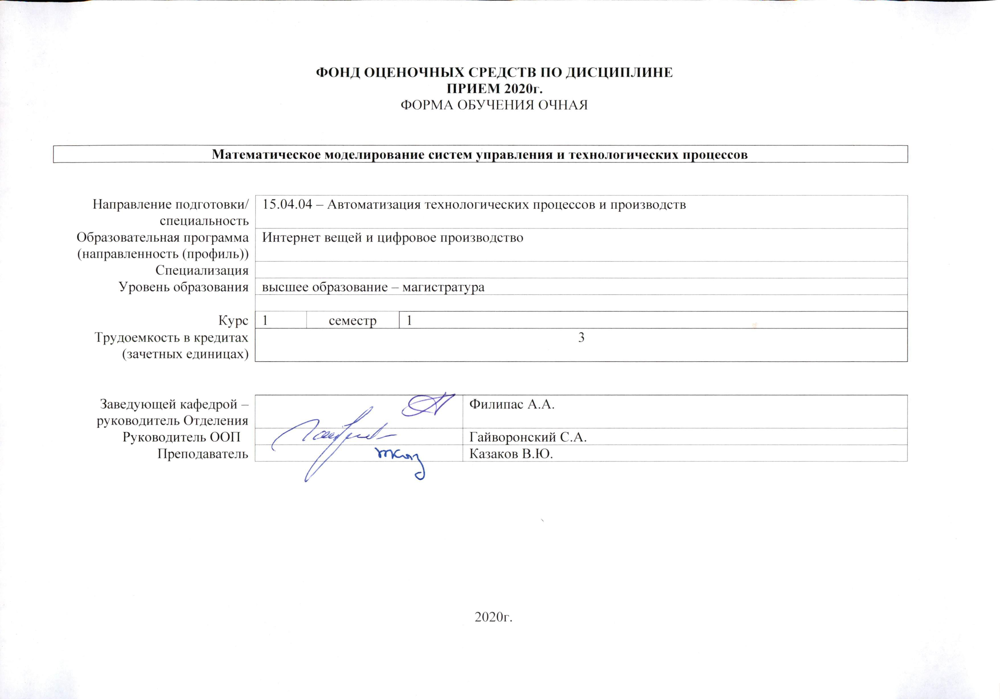 ФОНД ОЦЕНОЧНЫХ СРЕДСТВ ПО ДИСЦИПЛИНЕ
ПРИЕМ 2020г.
ФОРМА ОБУЧЕНИЯ ОЧНАЯ
Математическое моделирование систем управления и технологических процессов
Направление подготовки/ 15.04.04 – Автоматизация технологических процессов и производств
специальность
Образовательная программа Интернет вещей и цифровое производство
(направленность (профиль))
Специализация
Уровень образования высшее образование – магистратура
Курс 1 семестр 1
Трудоемкость в кредитах 3
(зачетных единицах)
Заведующей кафедрой – Филипас А.А.
руководитель Отделения
Руководитель ООП Гайворонский С.А.
Преподаватель Казаков В.Ю.
2020г.